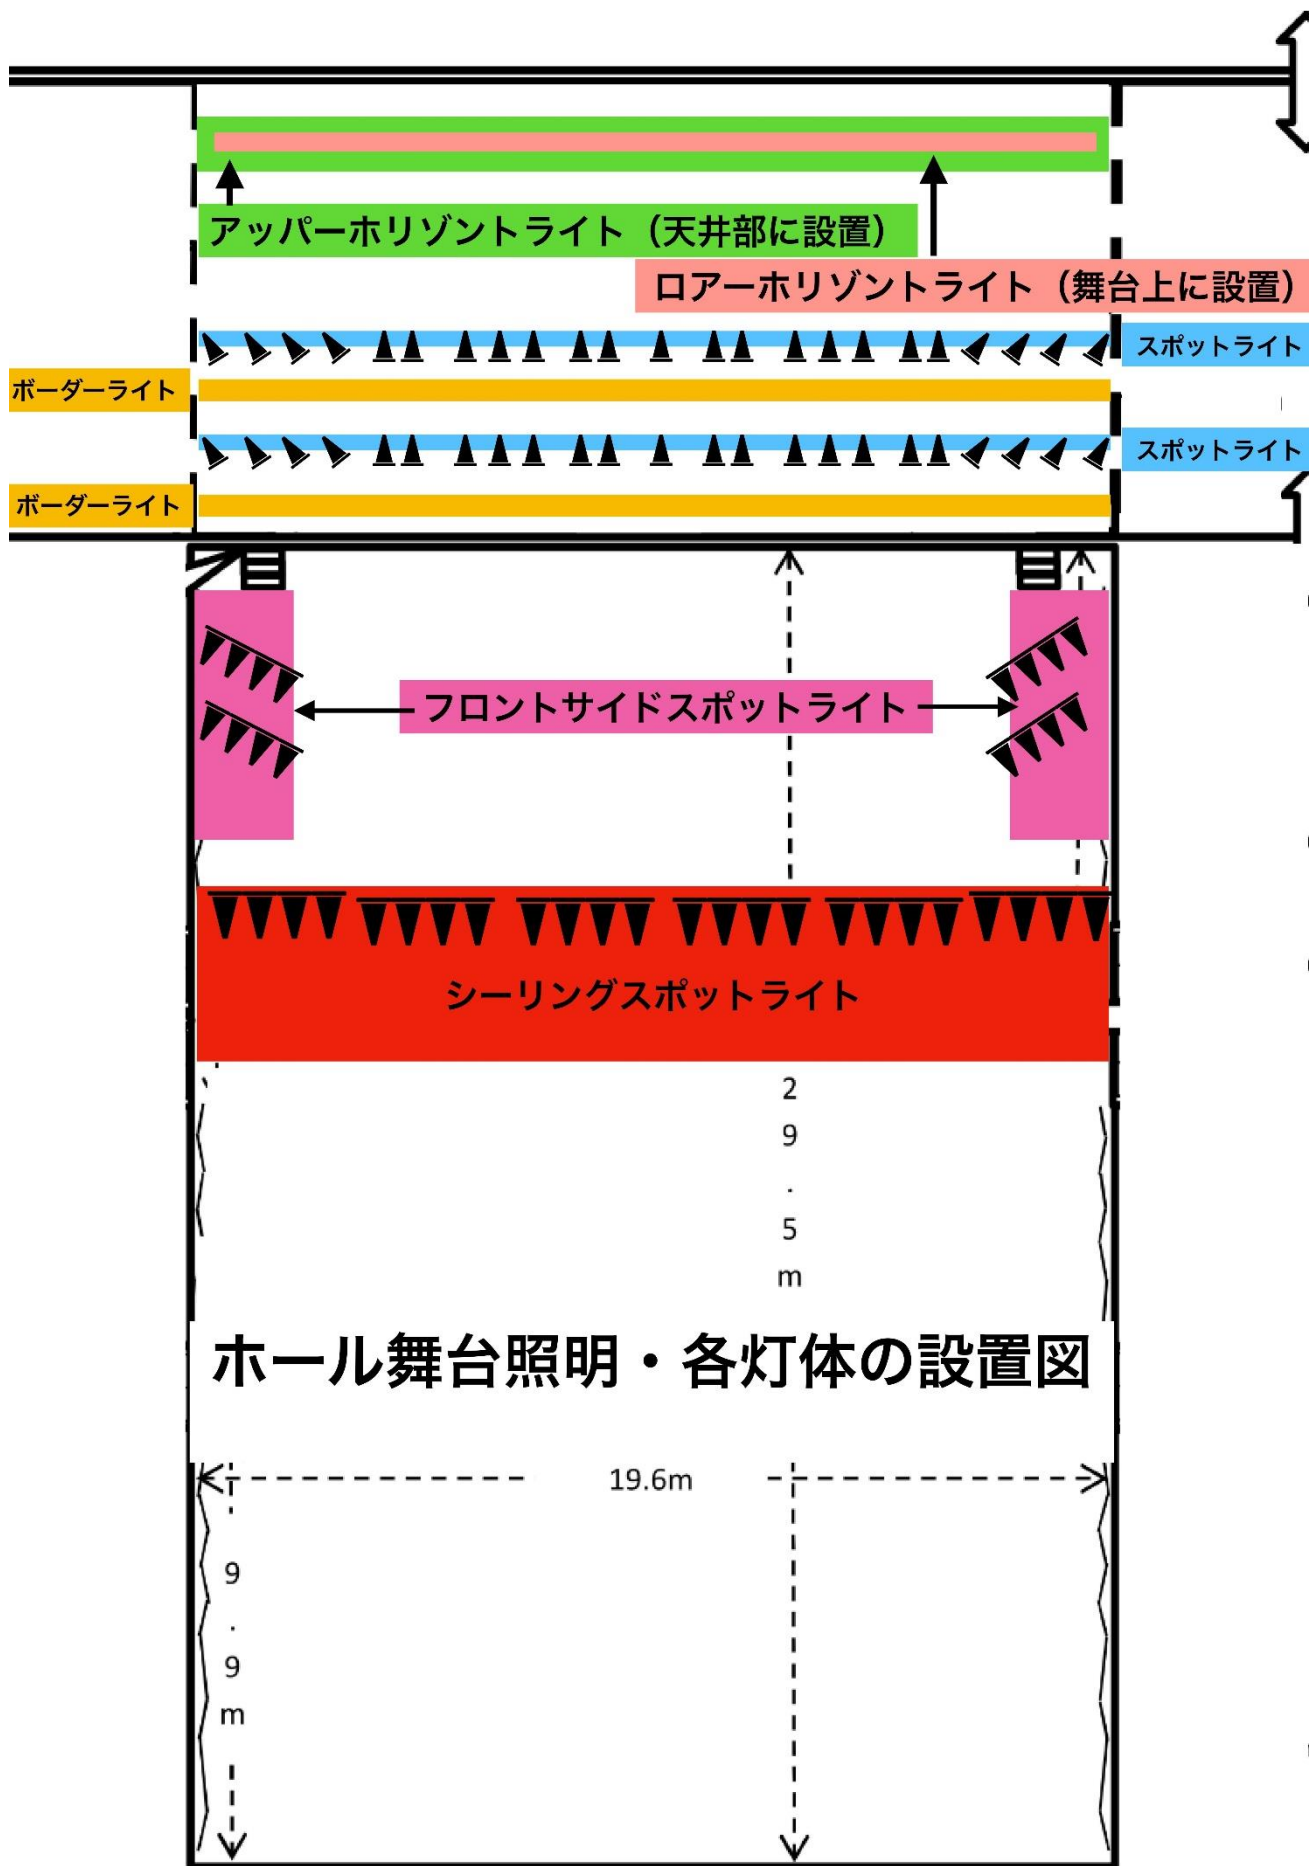 アッパーホリゾントライト（天井部に設置）
ロアーホリゾントライト（舞台上に設置）
スポットライト
ボーダーライト
スポットライト
ボーダーライト
フロントサイドスポットライト
シーリングスポットライト
29.5m
ホール舞台照明・各灯体の設置図
19.6m
9.9m